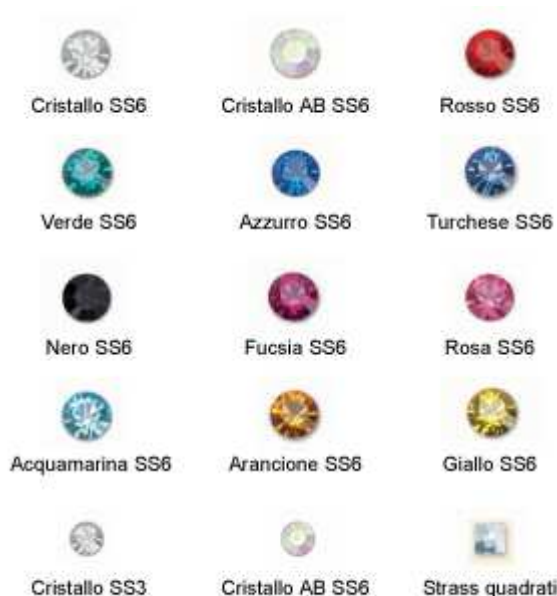 Cristallo SS6
Cristallo AB SS6
Rosso SS6
Verde SS6
Azzurro SS6
Turchese SS6
Nero SS6
Fucsia SS6
Rosa SS6
Acquamarina SS6
Arancione SS6
Giallo SS6
Cristallo SS3
Cristallo AB SS6
Strass quadrati